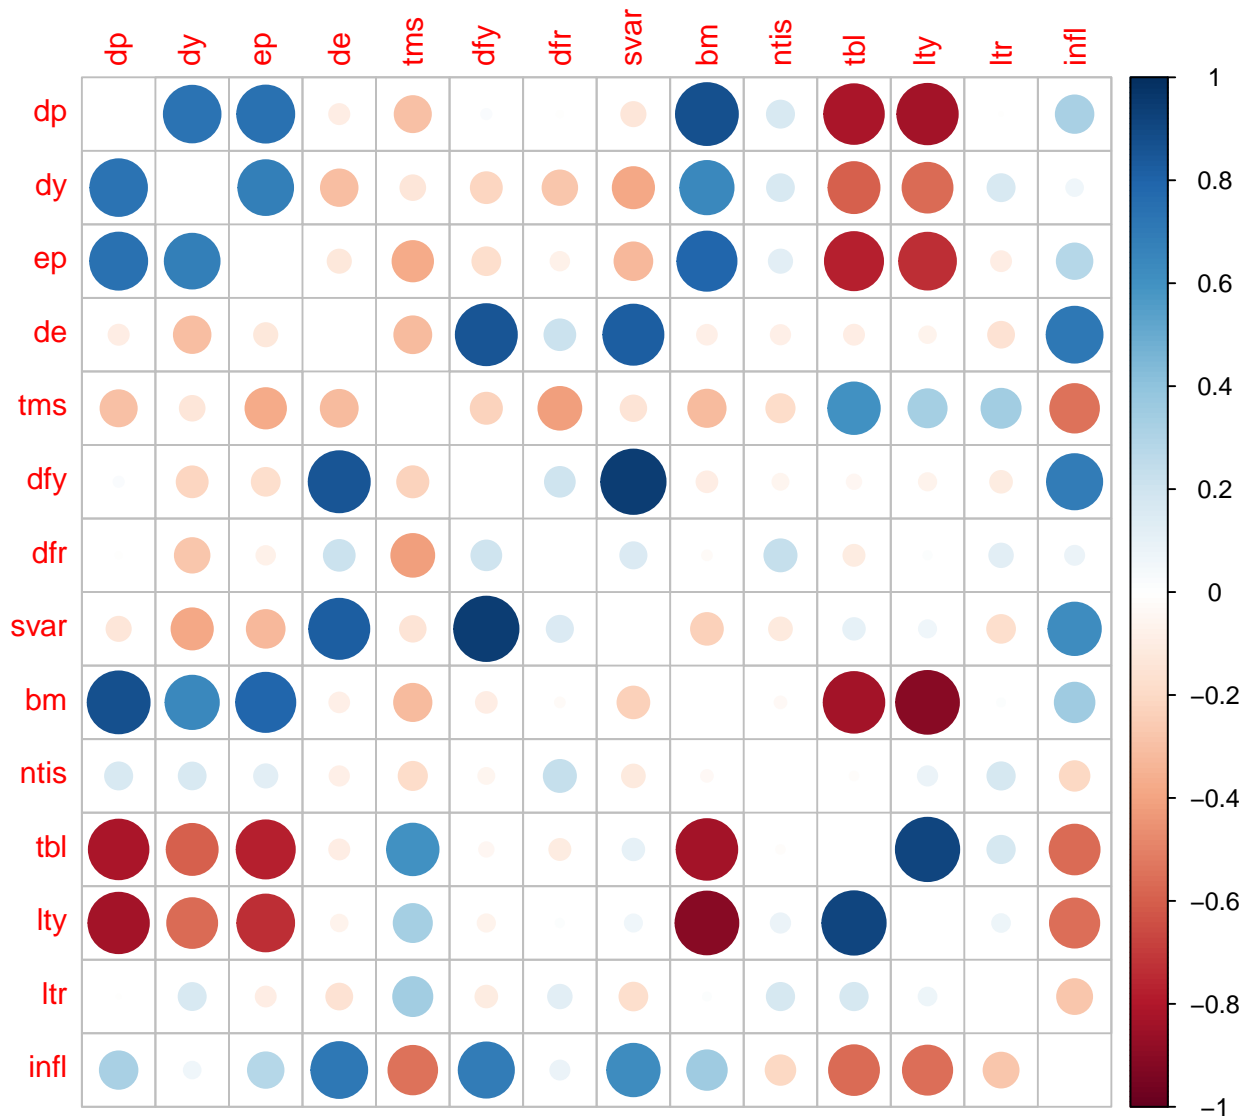 dp dy ep de tms dfy dfr svar bm ntis tbl lty ltr infl
dp
dy
ep
de
tms
dfy
dfr
svar
bm
ntis
tbl
lty
ltr
infl
1
0.8
0.6
0.4
0.2
0
−0.2
−0.4
−0.6
−0.8
−1